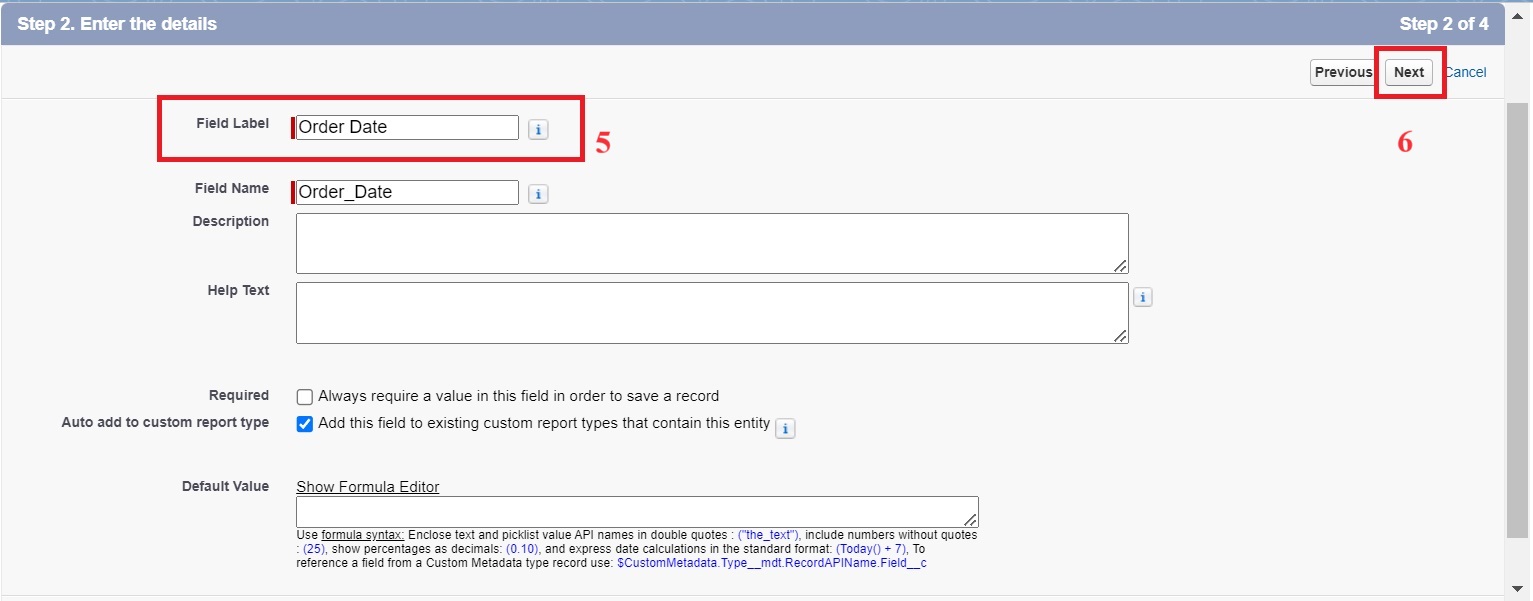 Step 2. Enter the details
Step 2 of 4
Previous Next Cancel
Field Label Order Date i
5
6
Field Name Order_Date i
Description
Help Text i
Required Always require a value in this field in order to save a record
Auto add to custom report type Add this field to existing custom report types that contain this entity i
Default Value Show Formula Editor
Use formula syntax: Enclose text and picklist value API names in double quotes : ("the_text"), include numbers without quotes
: (25), show percentages as decimals: (0.10), and express date calculations in the standard format: (Today() + 7), To
reference a field from a Custom Metadata type record use: $CustomMetadata.Type__mdt.RecordAPIName.Field__c